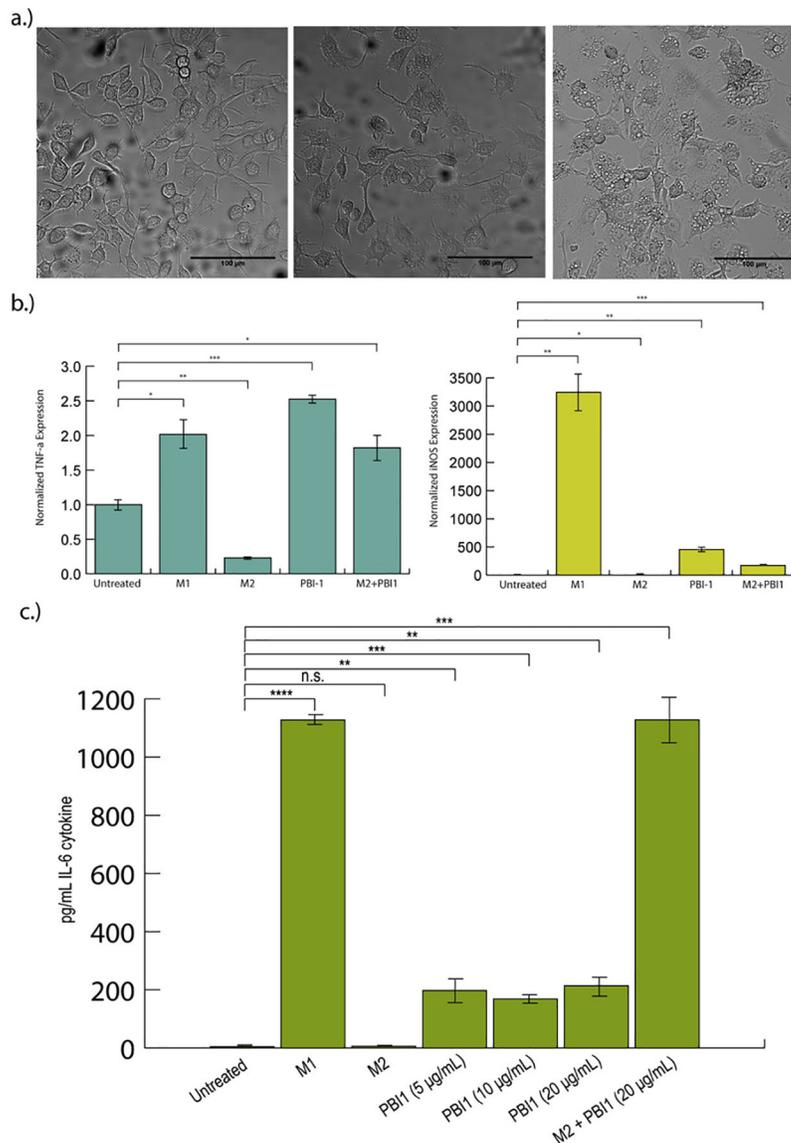 a.)
100 µm
100 µm
100 µm
b.)
*
***
**
*
Normalized TNF-a Expression
3.0
2.5
2.0
1.5
1.0
0.5
0.0
Untreated M1 M2 PBI-1 M2+PBI1
***
**
*
**
Normalized iNOS Expression
3500
3000
2500
2000
1500
1000
500
0
Untreated M1 M2 PBI-1 M2+PBI1
c.)
***
**
***
**
n.s.
****
pg/mL IL-6 cytokine
1200
1000
800
600
400
200
0
Untreated
M1
M2
PBI1 (5 µg/mL)
PBI1 (10 µg/mL)
PBI1 (20 µg/mL)
M2 + PBI1 (20 µg/mL)